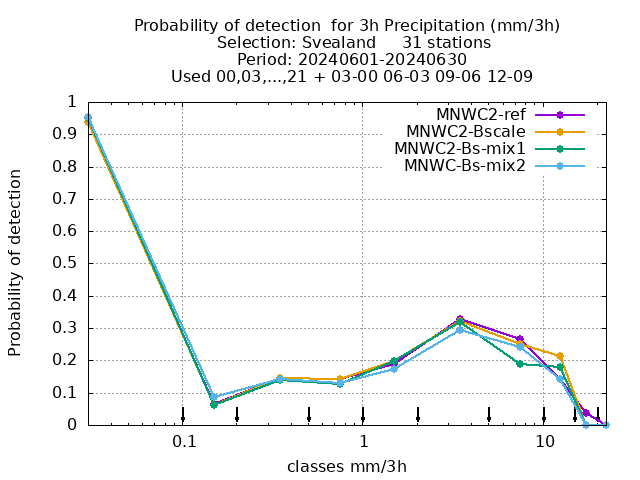 Probability of detection  for 3h Precipitation (mm/3h)
Selection: Svealand     31 stations
Period: 20240601-20240630
Used 00,03,...,21 + 03-00 06-03 09-06 12-09
MNWC2-ref
MNWC2-Bscale
MNWC2-Bs-mix1
MNWC-Bs-mix2
Probability of detection
1
0.9
0.8
0.7
0.6
0.5
0.4
0.3
0.2
0.1
0
0.1 1 10
classes mm/3h